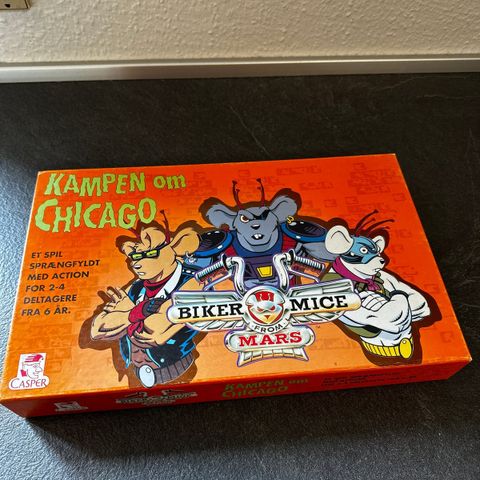 KAMPEN om
CHICAGO
ET SPIL
SPRÆNGFYLDT
MED ACTION
FOR 2-4
DELTAGERE
FRA 6 ÅR.
BIKER MICE
FROM
MARS
CASPER
KAMPEN om
CHICAGO